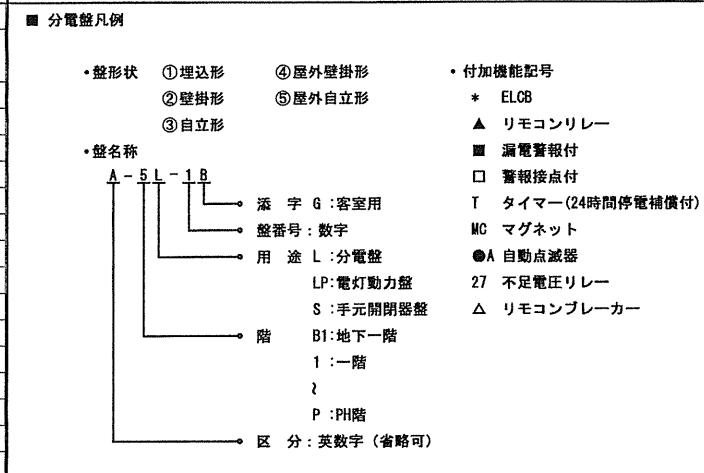 ■ 分電盤凡例
・盤形状 ①埋込形 ④屋外壁掛形
②壁掛形 ⑤屋外自立形
③自立形
・盤名称
A - 5 L - 1 B
添 字 G :客室用
盤番号:数字
用 途 L :分電盤
LP:電灯動力盤
S :手元開閉器盤
階 B1:地下一階
1 :一階
~
P :PH階
区 分:英数字(省略可)
・付加機能記号
* ELCB
▲ リモコンリレー
■ 漏電警報付
□ 警報接点付
T タイマー(24時間停電補償付)
MC マグネット
●A 自動点滅器
27 不足電圧リレー
△ リモコンブレーカー